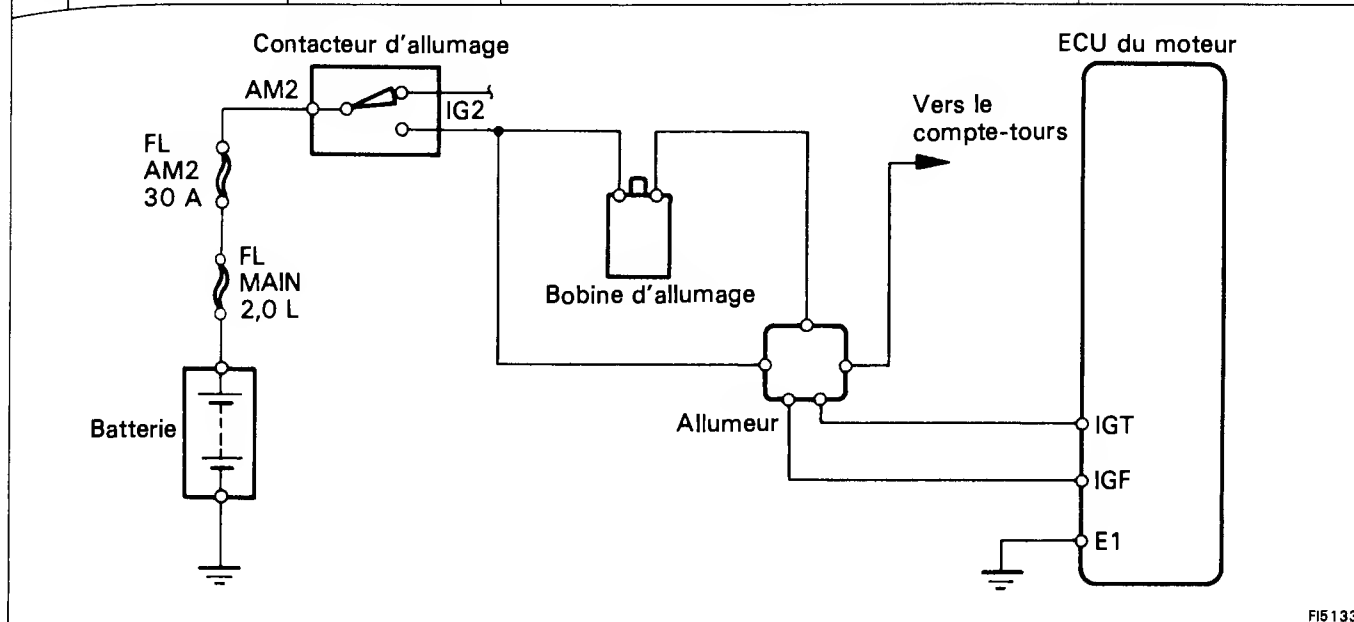 Contacteur d'allumage
ECU du moteur
AM2
IG2
Vers le
compte-tours
FL
AM2
30 A
FL
MAIN
2,0 L
Bobine d'allumage
Batterie
Allumeur
IGT
IGF
E1
FI5133